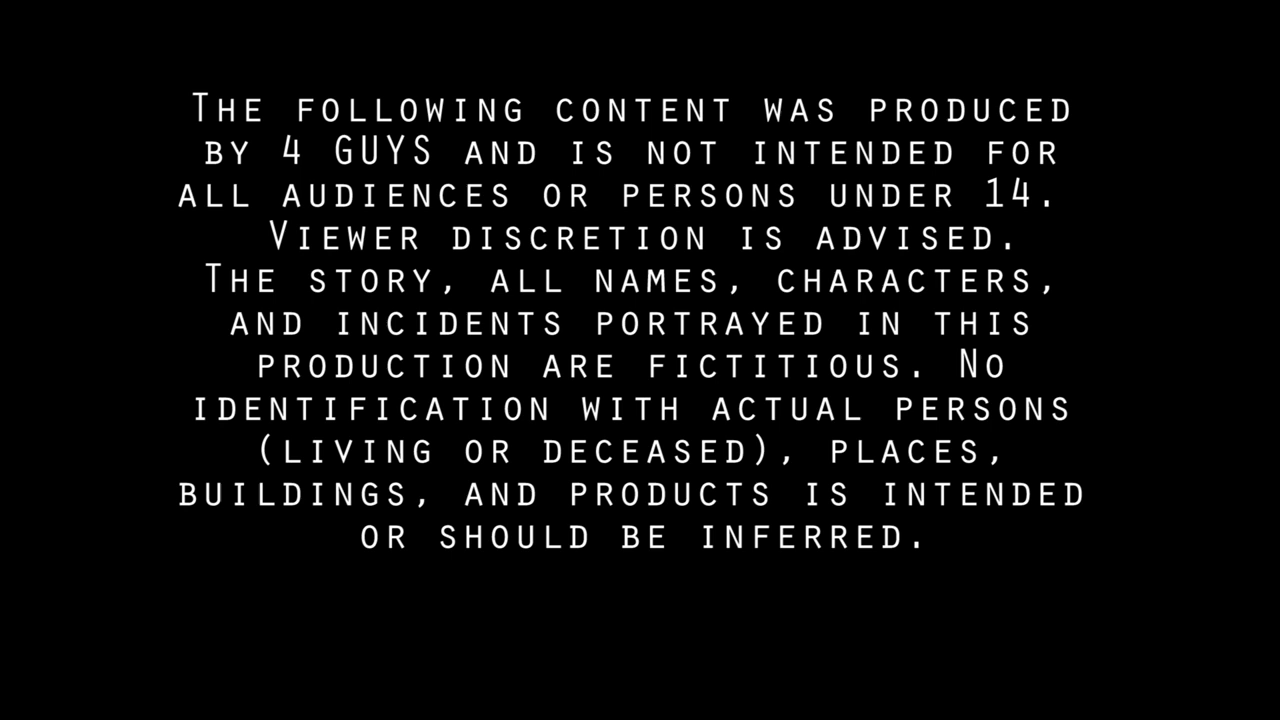 The following content was produced
by 4 GUYS and is not intended for
all audiences or persons under 14.
Viewer discretion is advised.
The story, all names, characters,
and incidents portrayed in this
production are fictitious. No
identification with actual persons
(living or deceased), places,
buildings, and products is intended
or should be inferred.